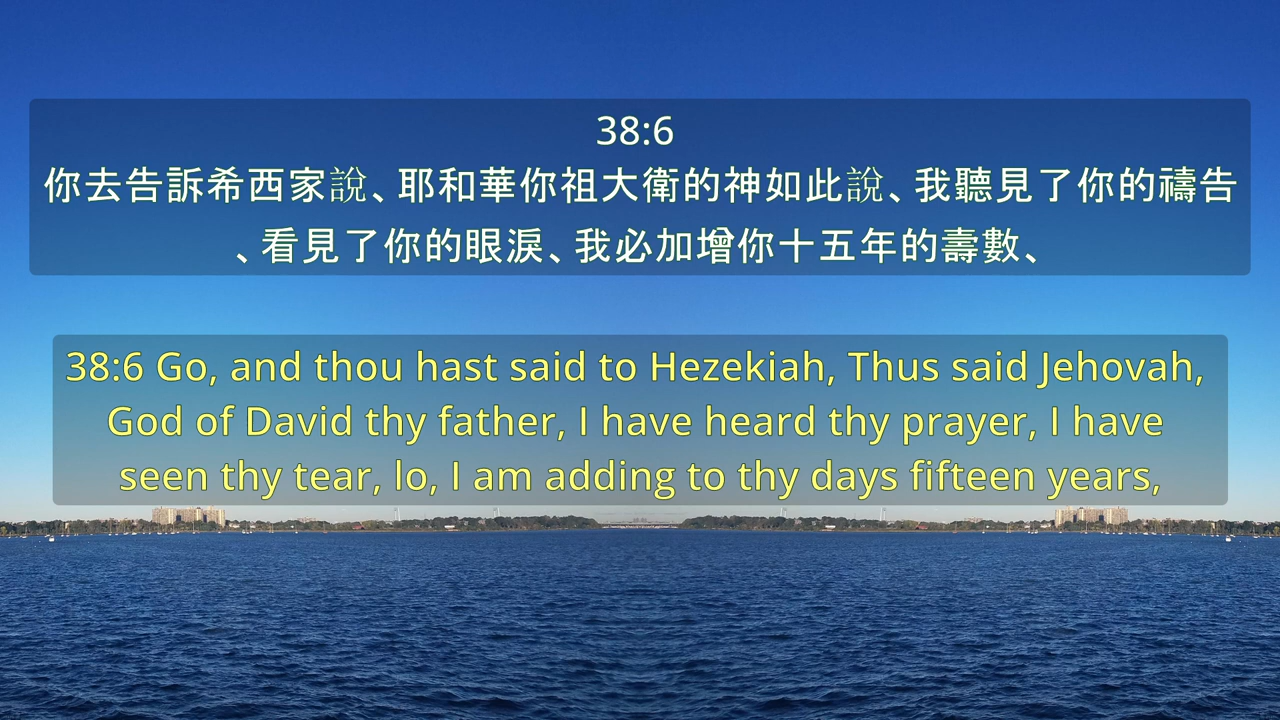 38:6
你去告訴希西家說、耶和華你祖大衛的神如此說、我聽見了你的禱告
、看見了你的眼淚、我必加增你十五年的壽數、
38:6 Go, and thou hast said to Hezekiah, Thus said Jehovah,
God of David thy father, I have heard thy prayer, I have
seen thy tear, lo, I am adding to thy days fifteen years,